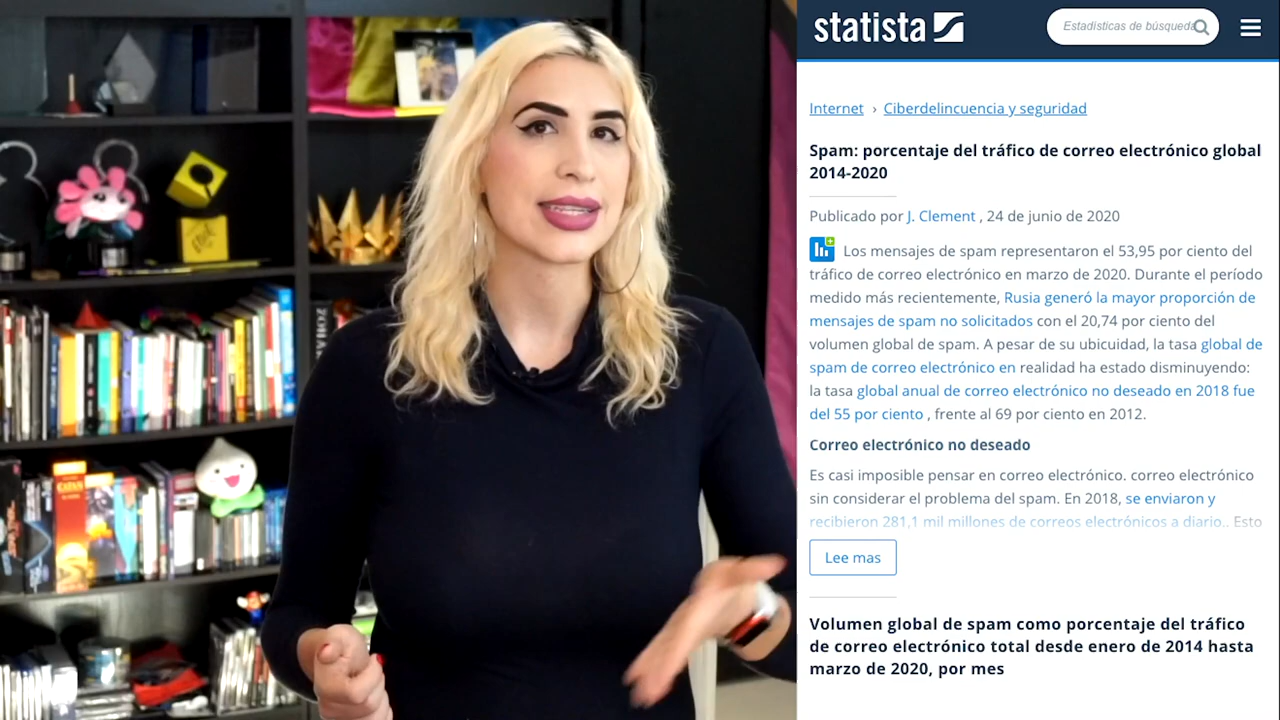 statista
Estadísticas de búsqueda
Internet › Ciberdelincuencia y seguridad
Spam: porcentaje del tráfico de correo electrónico global
2014-2020
Publicado por J. Clement , 24 de junio de 2020
Los mensajes de spam representaron el 53,95 por ciento del
tráfico de correo electrónico en marzo de 2020. Durante el período
medido más recientemente, Rusia generó la mayor proporción de
mensajes de spam no solicitados con el 20,74 por ciento del
volumen global de spam. A pesar de su ubicuidad, la tasa global de
spam de correo electrónico en realidad ha estado disminuyendo:
la tasa global anual de correo electrónico no deseado en 2018 fue
del 55 por ciento , frente al 69 por ciento en 2012.
Correo electrónico no deseado
Es casi imposible pensar en correo electrónico. correo electrónico
sin considerar el problema del spam. En 2018, se enviaron y
recibieron 281,1 mil millones de correos electrónicos a diario.. Esto
Lee mas
Volumen global de spam como porcentaje del tráfico
de correo electrónico total desde enero de 2014 hasta
marzo de 2020, por mes
CATAN